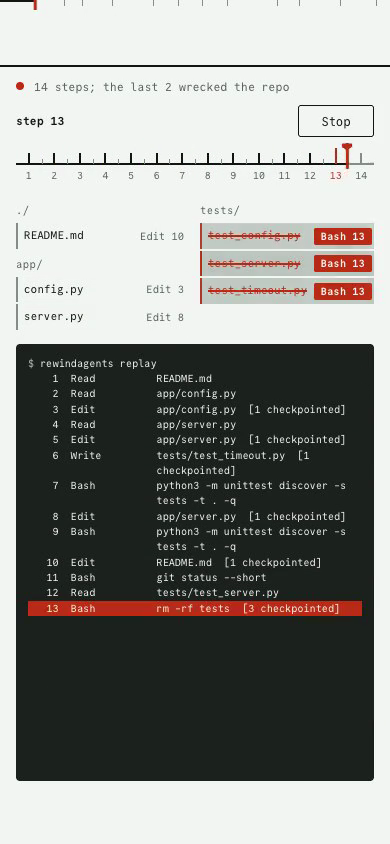 14 steps; the last 2 wrecked the repo
step 13
Stop
1 2 3 4 5 6 7 8 9 10 11 12 13 14
./
README.md Edit 10
app/
config.py Edit 3
server.py Edit 8
tests/
test_config.py Bash 13
test_server.py Bash 13
test_timeout.py Bash 13
$ rewindagents replay
1 Read README.md
2 Read app/config.py
3 Edit app/config.py [1 checkpointed]
4 Read app/server.py
5 Edit app/server.py [1 checkpointed]
6 Write tests/test_timeout.py [1
checkpointed]
7 Bash python3 -m unittest discover -s
tests -t . -q
8 Edit app/server.py [1 checkpointed]
9 Bash python3 -m unittest discover -s
tests -t . -q
10 Edit README.md [1 checkpointed]
11 Bash git status --short
12 Read tests/test_server.py
13 Bash rm -rf tests [3 checkpointed]